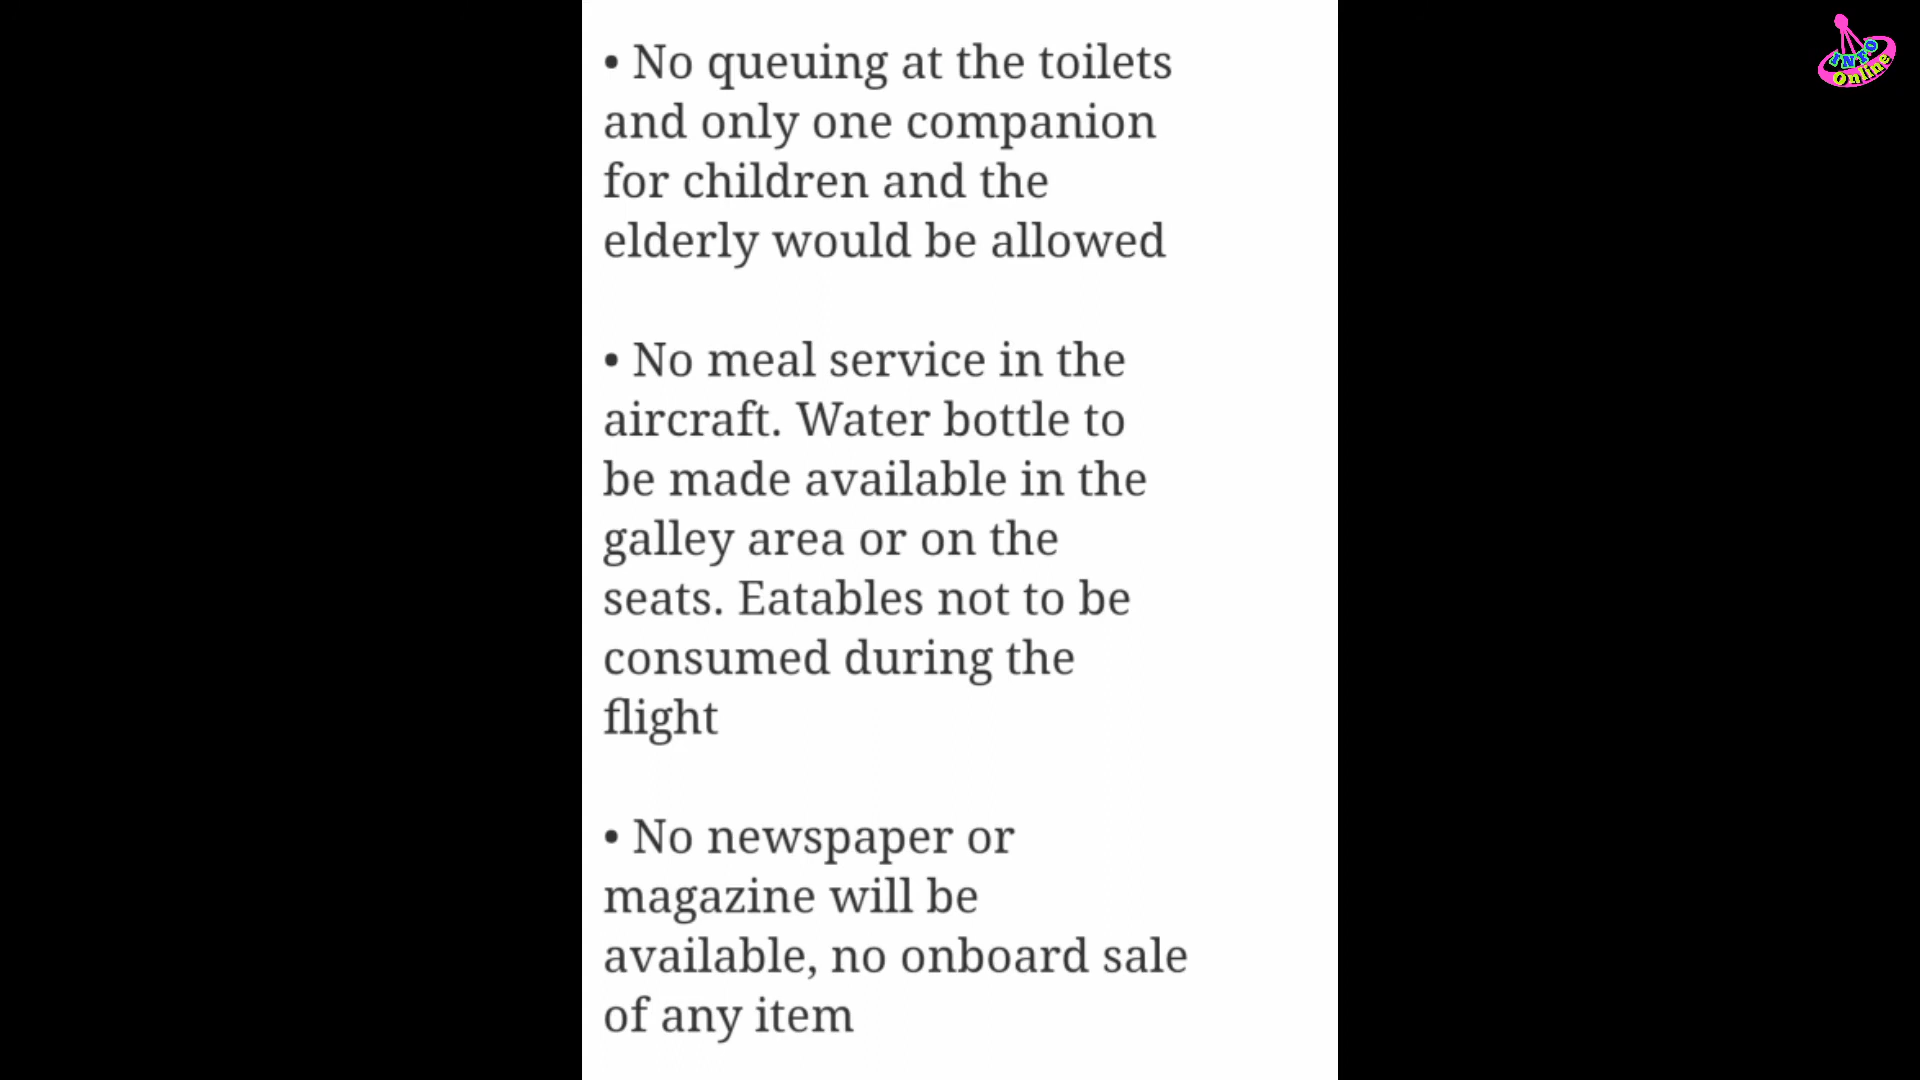 • No queuing at the toilets
and only one companion
for children and the
elderly would be allowed
• No meal service in the
aircraft. Water bottle to
be made available in the
galley area or on the
seats. Eatables not to be
consumed during the
flight
• No newspaper or
magazine will be
available, no onboard sale
of any item
INFO
Online